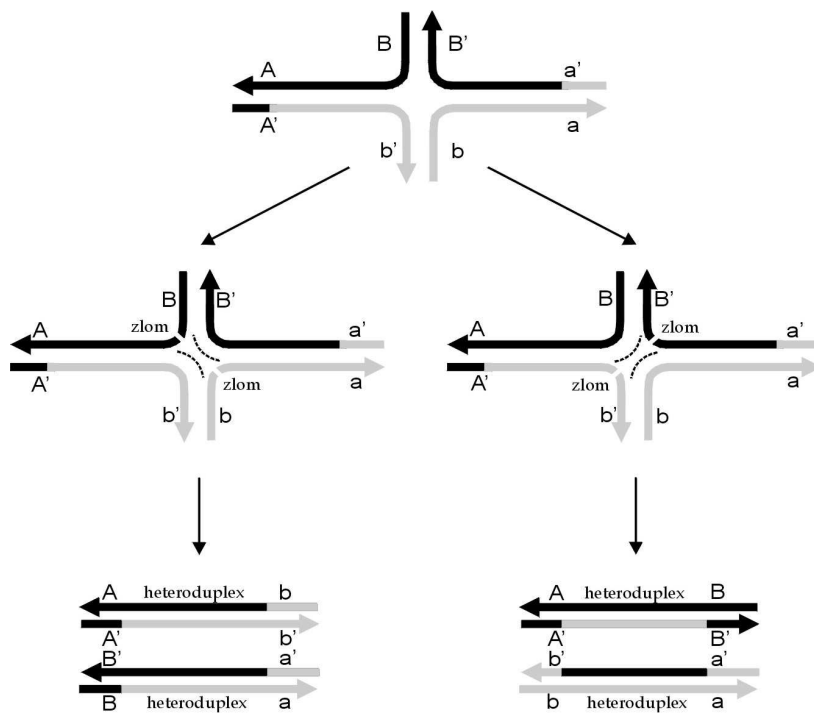 B B’
A a’
A’ a
b’ b
B B’
zlom
A a’
A’ zlom a
b’ b
B B’
zlom
A a’
A’ zlom a
b’ b
A heteroduplex b
A’ b’
B’ a’
B heteroduplex a
A heteroduplex B
A’ B’
b’ a’
b heteroduplex a